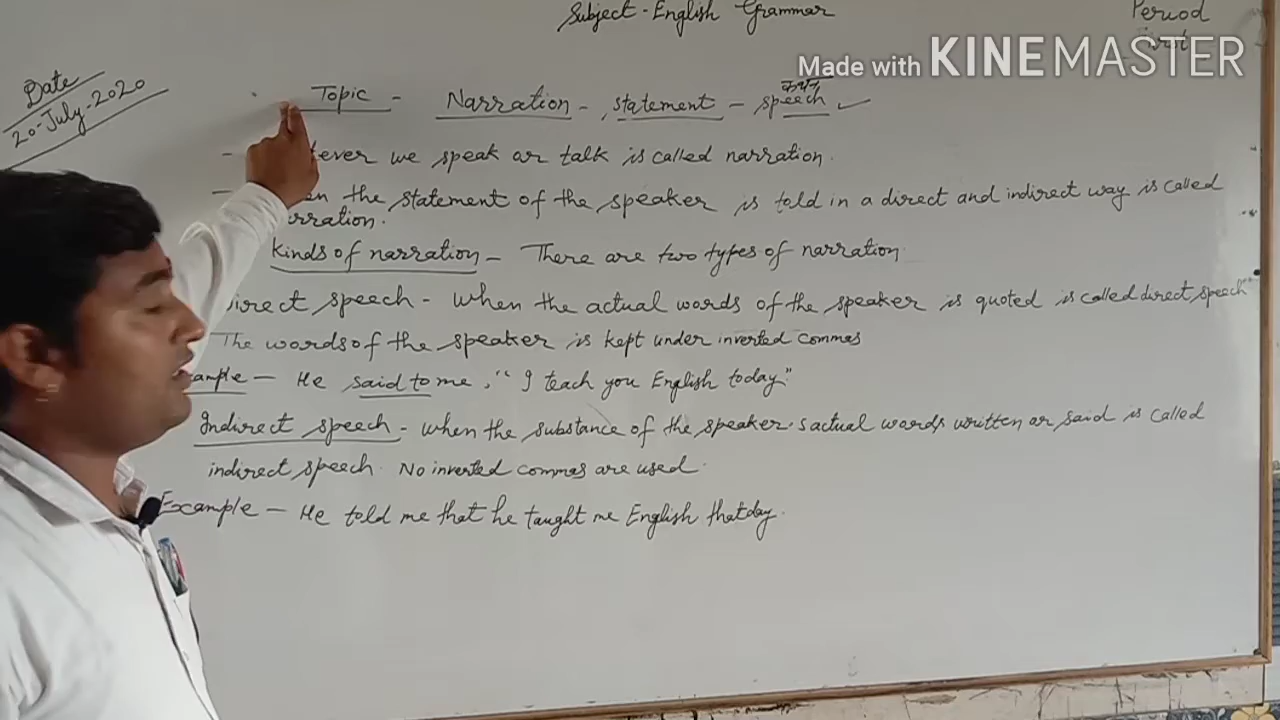 Subject - English Grammar
Period
Made with KINEMASTER
Date
20-July-2020
Topic - Narration - , statement - speech ✓
कथन
- ever we speak or talk is called narration.
- en the statement of the speaker is told in a direct and indirect way is called
rration.
Kinds of narration - There are two types of narration.
irect speech - when the actual words of the speaker is quoted is called direct speech"
The words of the speaker is kept under inverted commas
ample - He said to me, "I teach you English today."
Indirect speech - when the substance of the speaker's actual words written or said is called
indirect speech. No inverted commas are used.
Example - He told me that he taught me English that day.